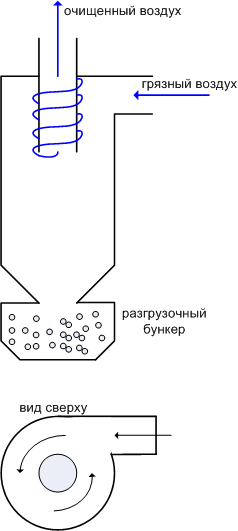 очищенный воздух
грязный воздух
разгрузочный
бункер
вид сверху